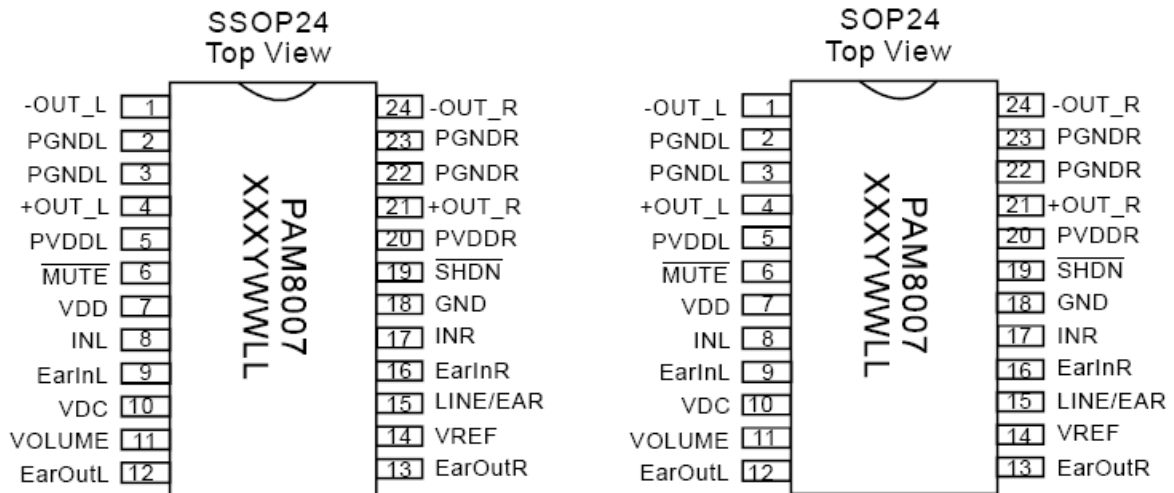 SSOP24
Top View
-OUT_L 1
PGNDL 2
PGNDL 3
+OUT_L 4
PVDDL 5
MUTE 6
VDD 7
INL 8
EarInL 9
VDC 10
VOLUME 11
EarOutL 12
PAM8007
XXXYWWLL
24 -OUT_R
23 PGNDR
22 PGNDR
21 +OUT_R
20 PVDDR
19 SHDN
18 GND
17 INR
16 EarInR
15 LINE/EAR
14 VREF
13 EarOutR
SOP24
Top View
-OUT_L 1
PGNDL 2
PGNDL 3
+OUT_L 4
PVDDL 5
MUTE 6
VDD 7
INL 8
EarInL 9
VDC 10
VOLUME 11
EarOutL 12
PAM8007
XXXYWWLL
24 -OUT_R
23 PGNDR
22 PGNDR
21 +OUT_R
20 PVDDR
19 SHDN
18 GND
17 INR
16 EarInR
15 LINE/EAR
14 VREF
13 EarOutR